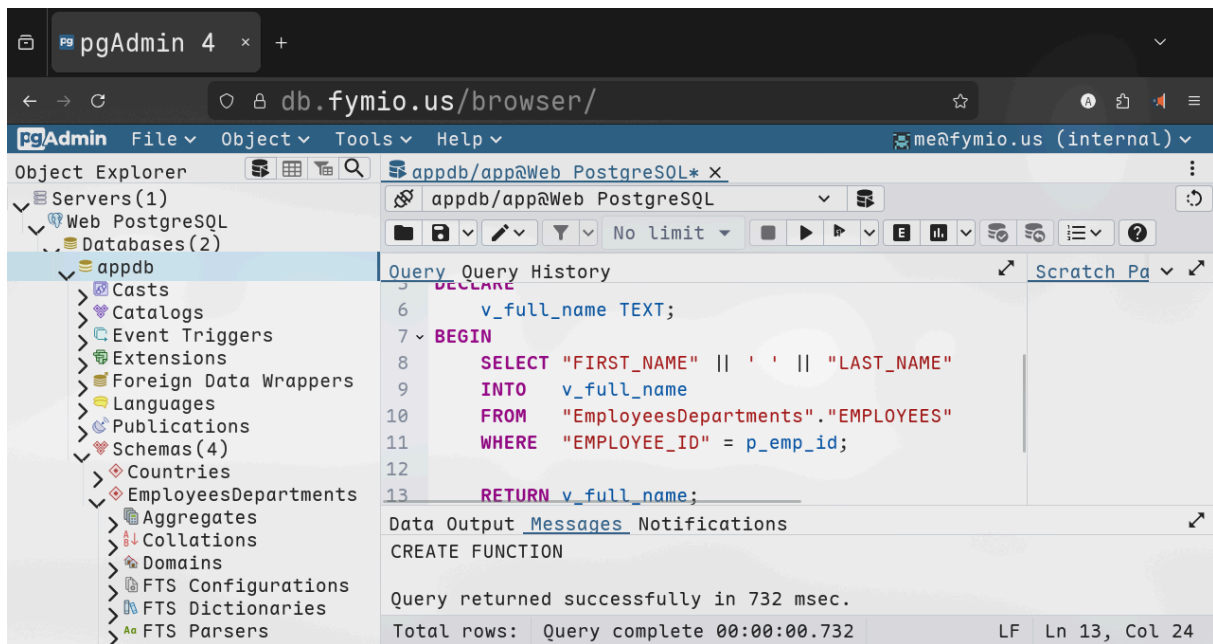 pgAdmin 4
db.fymio.us/browser/
pgAdmin File Object Tools Help me@fymio.us (internal)
Object Explorer
Servers(1)
Web PostgreSQL
Databases(2)
appdb
Casts
Catalogs
Event Triggers
Extensions
Foreign Data Wrappers
Languages
Publications
Schemas(4)
Countries
EmployeesDepartments
Aggregates
Collations
Domains
FTS Configurations
FTS Dictionaries
FTS Parsers
appdb/app@Web PostgreSQL*
appdb/app@Web PostgreSQL
No limit
Query Query History
Scratch Pa
5 DECLARE
6 v_full_name TEXT;
7 BEGIN
8 SELECT "FIRST_NAME" || ' ' || "LAST_NAME"
9 INTO v_full_name
10 FROM "EmployeesDepartments"."EMPLOYEES"
11 WHERE "EMPLOYEE_ID" = p_emp_id;
12
13 RETURN v_full_name;
Data Output Messages Notifications
CREATE FUNCTION
Query returned successfully in 732 msec.
Total rows: Query complete 00:00:00.732 LF Ln 13, Col 24